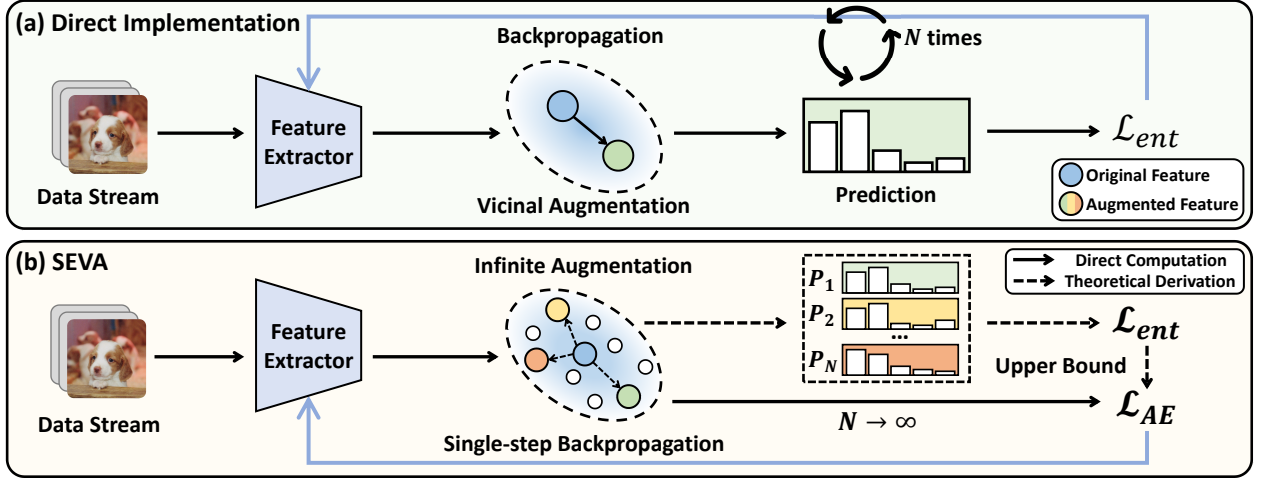 (a) Direct Implementation
Backpropagation
N times
Feature
Extractor
Data Stream
Vicinal Augmentation
Prediction
ℒent
Original Feature
Augmented Feature
(b) SEVA
Infinite Augmentation
Direct Computation
Theoretical Derivation
P1
P2
...
PN
Feature
Extractor
Data Stream
ℒent
Upper Bound
ℒAE
N → ∞
Single-step Backpropagation